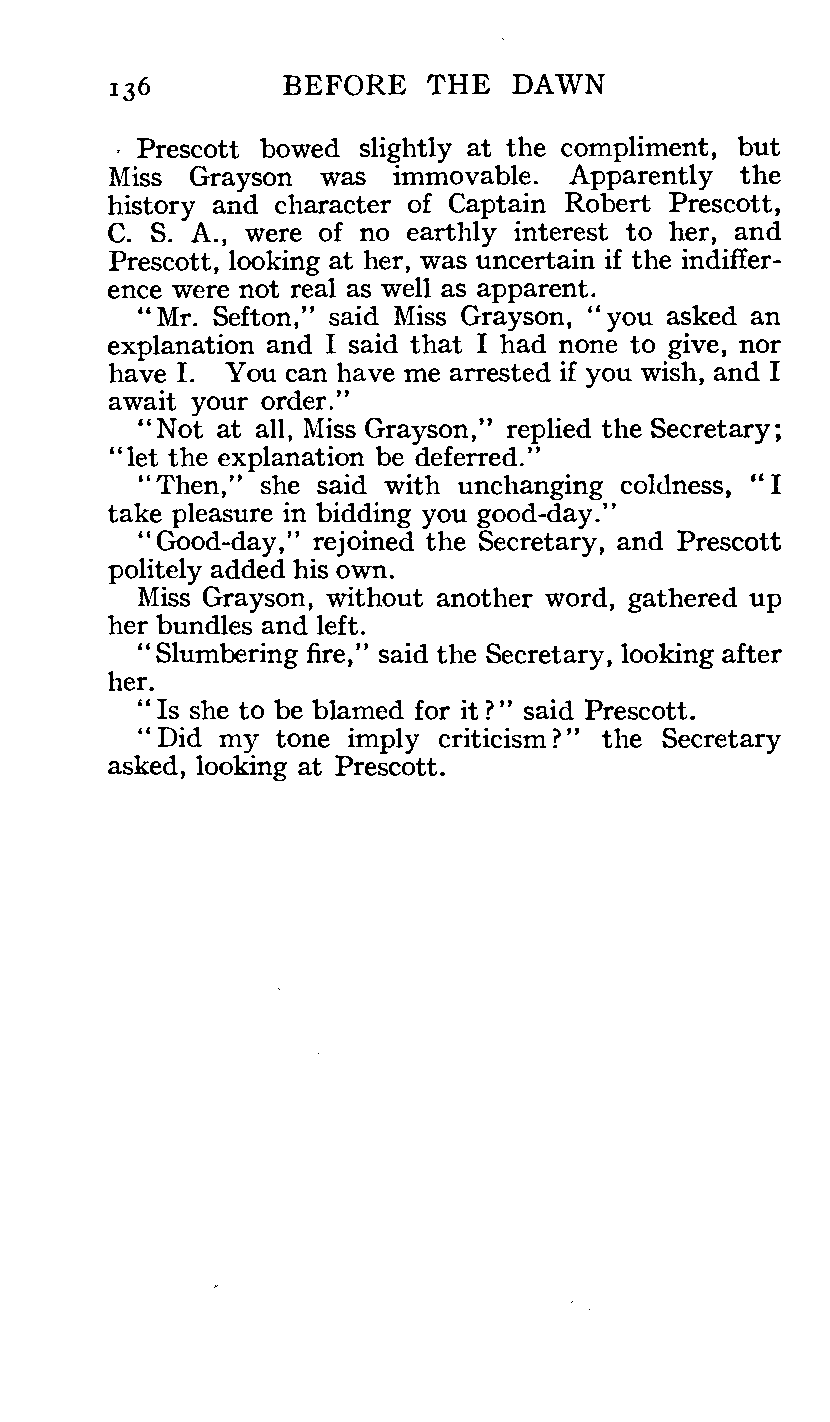 136 BEFORE THE DAWN
Prescott bowed slightly at the compliment, but
Miss Grayson was immovable. Apparently the
history and character of Captain Robert Prescott,
C. S. A., were of no earthly interest to her, and
Prescott, looking at her, was uncertain if the indiffer-
ence were not real as well as apparent.
"Mr. Sefton," said Miss Grayson, "you asked an
explanation and I said that I had none to give, nor
have I. You can have me arrested if you wish, and I
await your order."
"Not at all, Miss Grayson," replied the Secretary;
"let the explanation be deferred."
"Then," she said with unchanging coldness, "I
take pleasure in bidding you good-day."
"Good-day," rejoined the Secretary, and Prescott
politely added his own.
Miss Grayson, without another word, gathered up
her bundles and left.
"Slumbering fire," said the Secretary, looking after
her.
"Is she to be blamed for it?" said Prescott.
"Did my tone imply criticism?" the Secretary
asked, looking at Prescott.